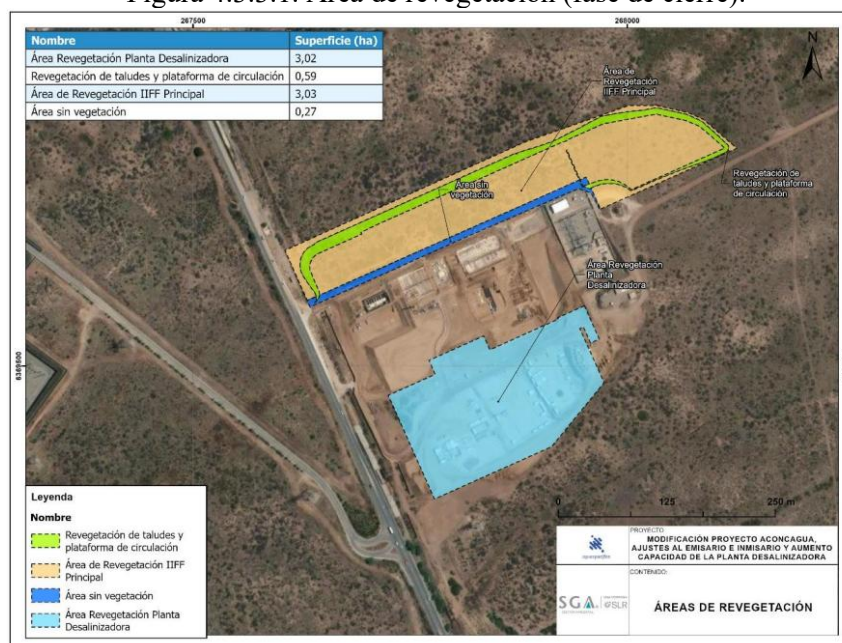 Figura 4.3.3.1. Área de revegetación (fase de cierre).
267500
268000
Nombre Superficie (ha)
Área Revegetación Planta Desalinizadora 3,02
Revegetación de taludes y plataforma de circulación 0,59
Área de Revegetación IIFF Principal 3,03
Área sin vegetación 0,27
N
Área de
Revegetación
IIFF Principal
Área sin
vegetación
Revegetación de
taludes y plataforma
de circulación
Área Revegetación
Planta
Desalinizadora
6369500
Leyenda
Nombre
Revegetación de taludes y
plataforma de circulación
Área de Revegetación IIFF
Principal
Área sin vegetación
Área Revegetación Planta
Desalinizadora
0 125 250 m
PROYECTO:
MODIFICACIÓN PROYECTO ACONCAGUA,
AJUSTES AL EMISARIO E INMISARIO Y AUMENTO
CAPACIDAD DE LA PLANTA DESALINIZADORA
CONTENIDO:
SGA
SLR
ÁREAS DE REVEGETACIÓN